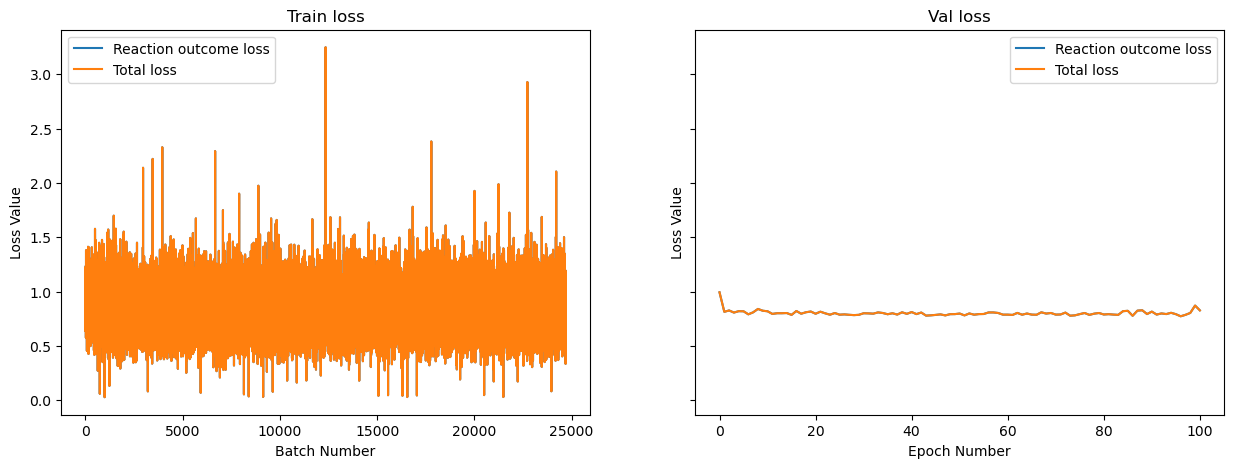 Train loss
Reaction outcome loss
Total loss
Loss Value
3.0
2.5
2.0
1.5
1.0
0.5
0.0
0 5000 10000 15000 20000 25000
Batch Number
Val loss
Reaction outcome loss
Total loss
Loss Value
0 20 40 60 80 100
Epoch Number